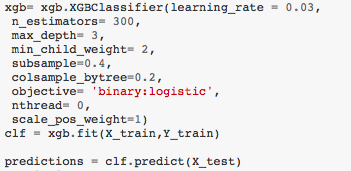 xgb= xgb.XGBClassifier(learning_rate = 0.03,
n_estimators= 300,
max_depth= 3,
min_child_weight= 2,
subsample=0.4,
colsample_bytree=0.2,
objective= 'binary:logistic',
nthread= 0,
scale_pos_weight=1)
clf = xgb.fit(X_train,Y_train)
predictions = clf.predict(X_test)